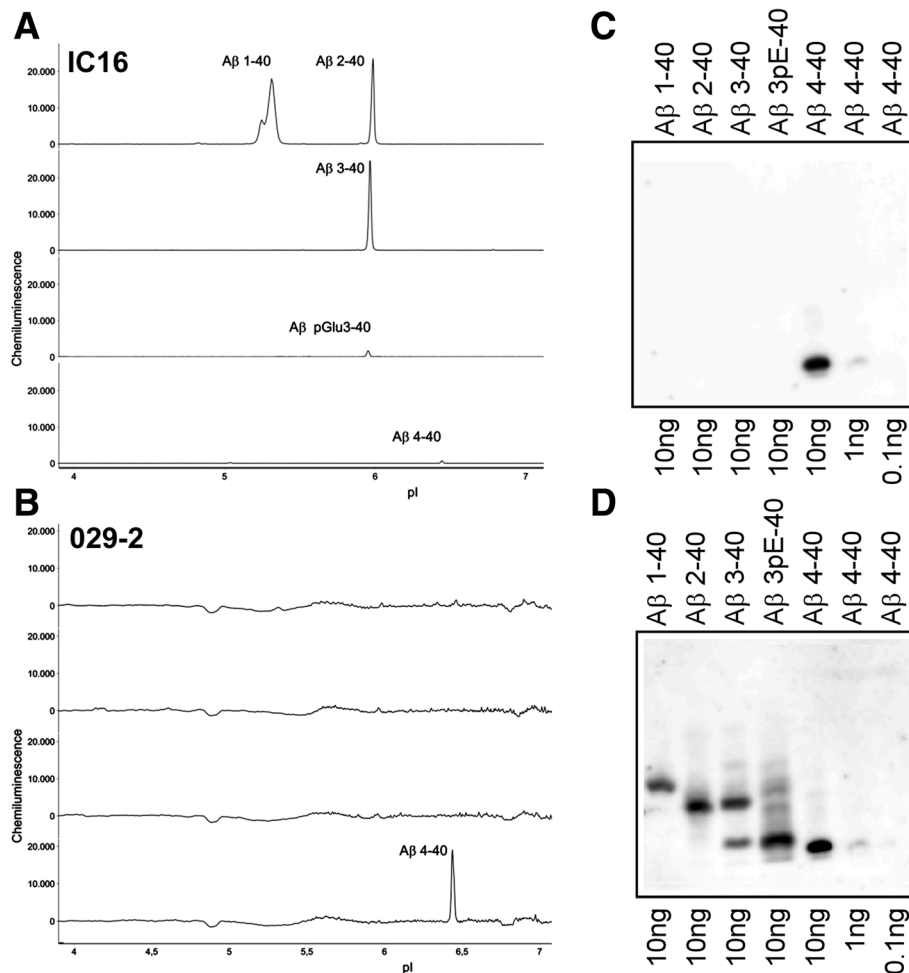 A
IC16
Aβ 1-40 Aβ 2-40
20.000
10.000
0
Aβ 3-40
20.000
10.000
0
20.000
Aβ pGlu3-40
10.000
0
20.000
Aβ 4-40
10.000
0
Chemiluminescence
4 5 6 7
pI
B
029-2
20.000
10.000
0
20.000
10.000
0
20.000
10.000
0
20.000
Aβ 4-40
10.000
0
Chemiluminescence
4 4,5 5 5,5 6 6,5 7
pI
C
Aβ 1-40
Aβ 2-40
Aβ 3-40
Aβ 3pE-40
Aβ 4-40
Aβ 4-40
Aβ 4-40
10ng
10ng
10ng
10ng
10ng
1ng
0.1ng
D
Aβ 1-40
Aβ 2-40
Aβ 3-40
Aβ 3pE-40
Aβ 4-40
Aβ 4-40
Aβ 4-40
10ng
10ng
10ng
10ng
10ng
1ng
0.1ng